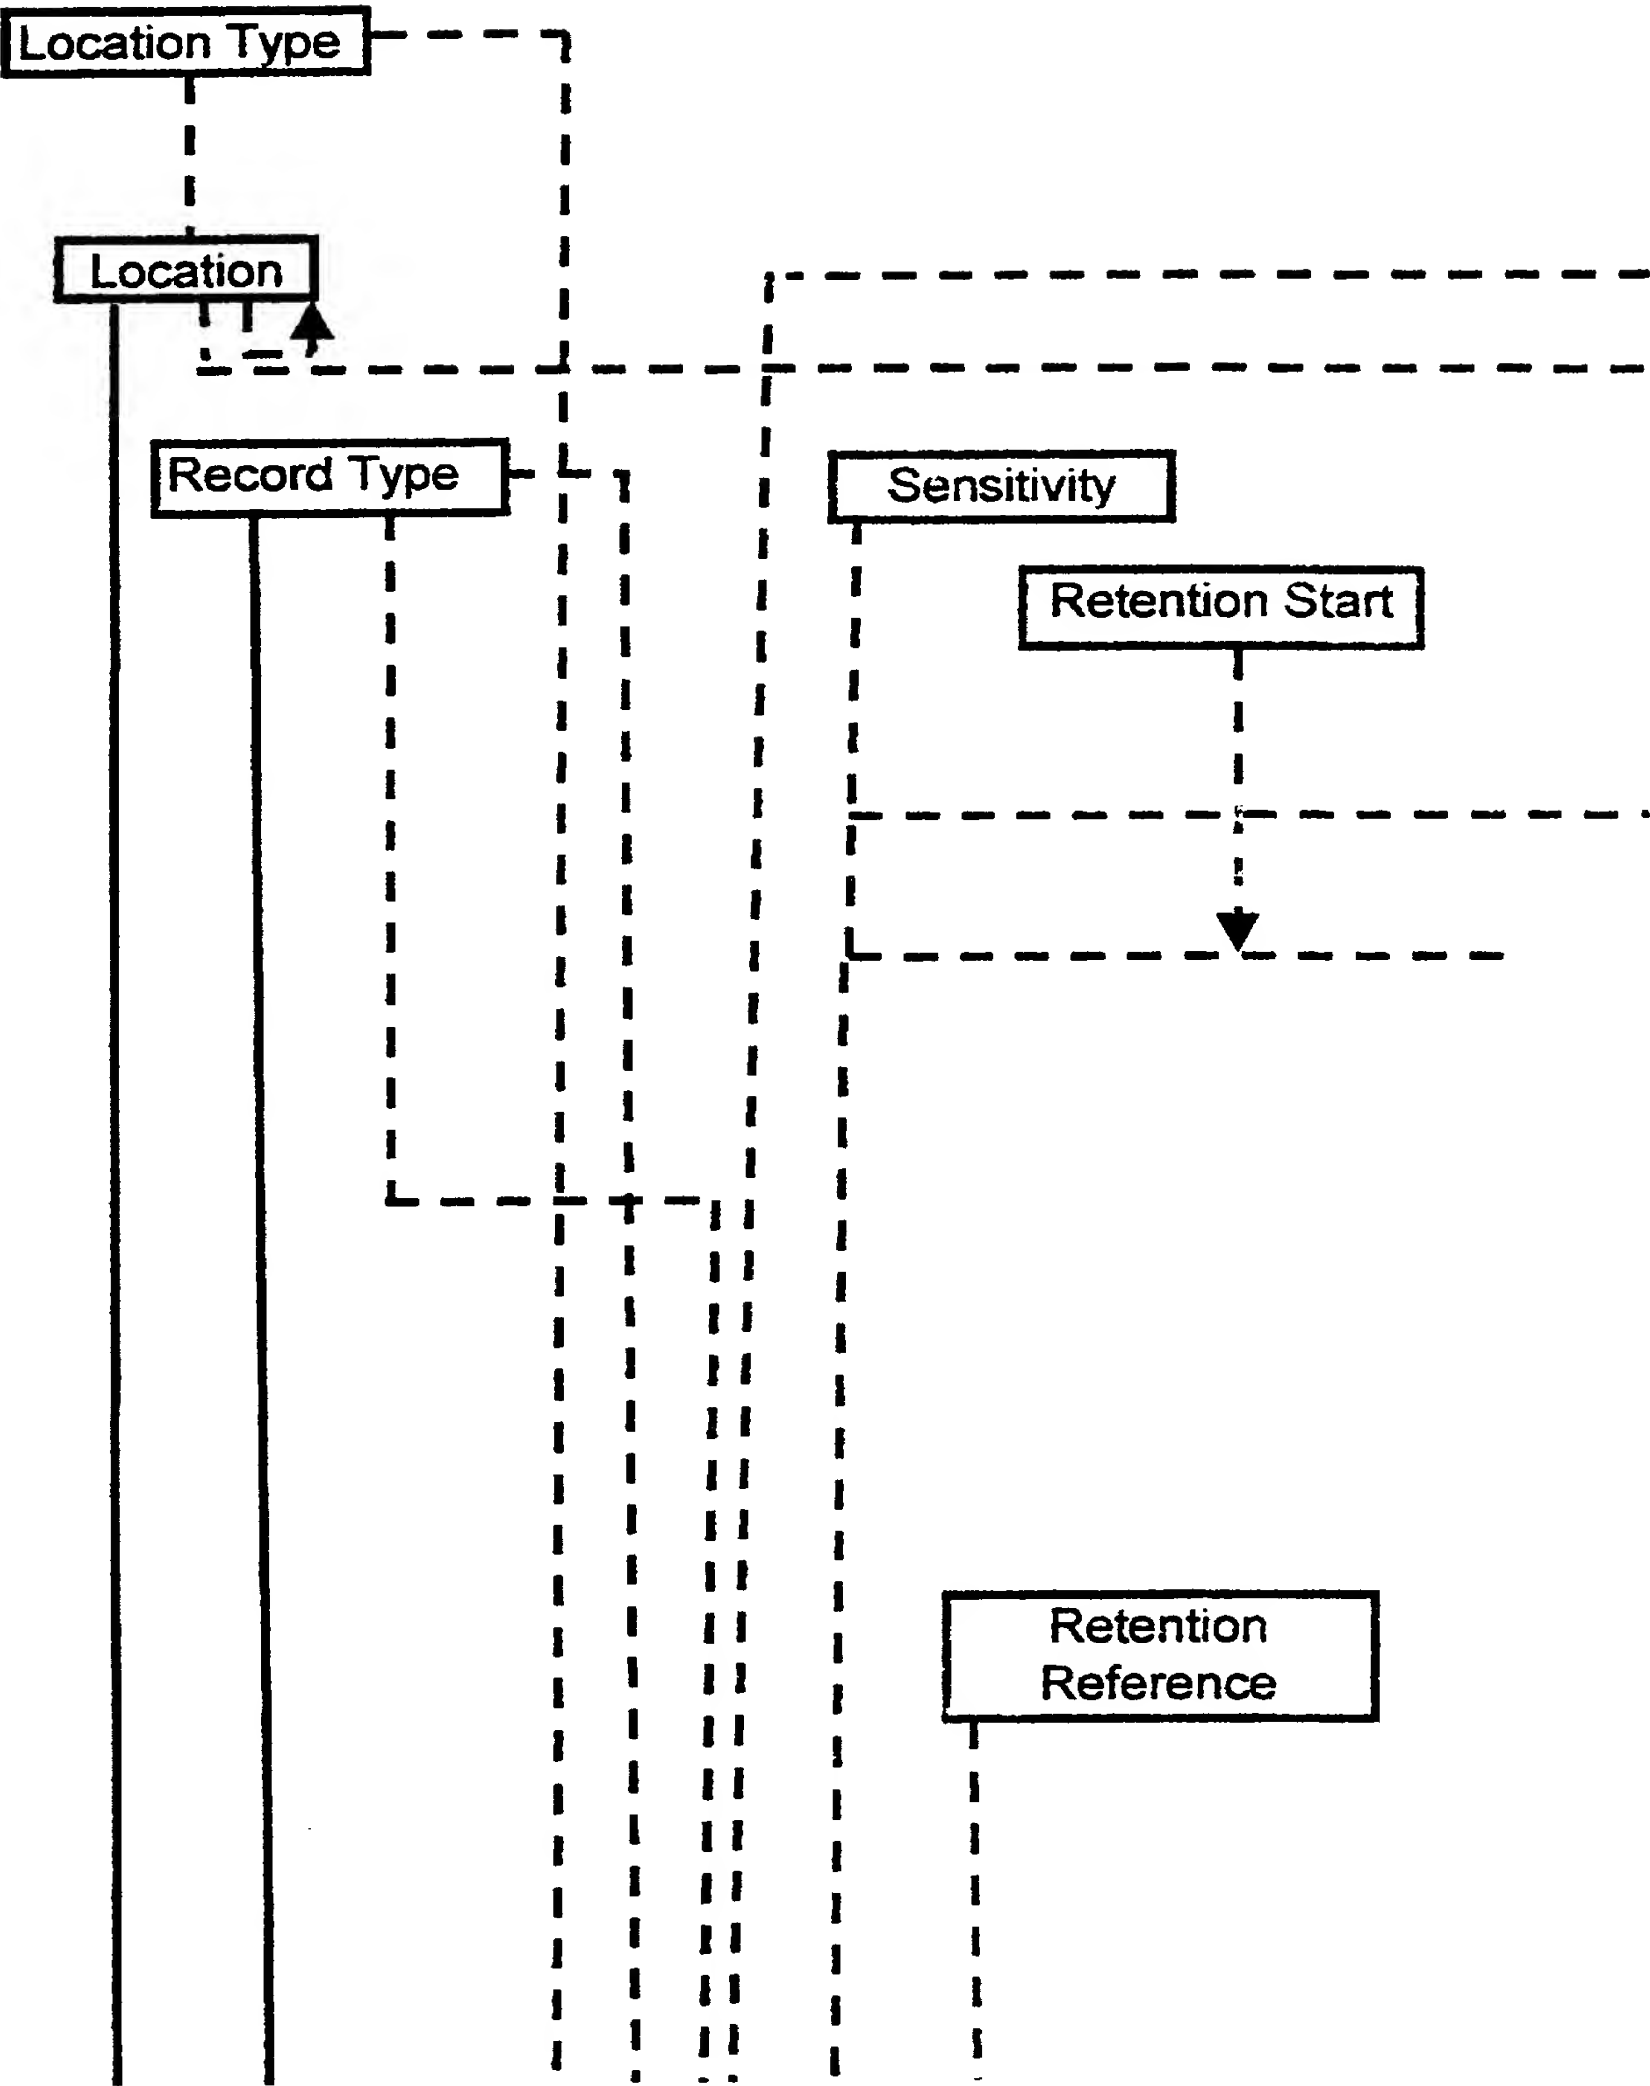 Location Type
Location
Record Type
Sensitivity
Retention Start
Retention
Reference